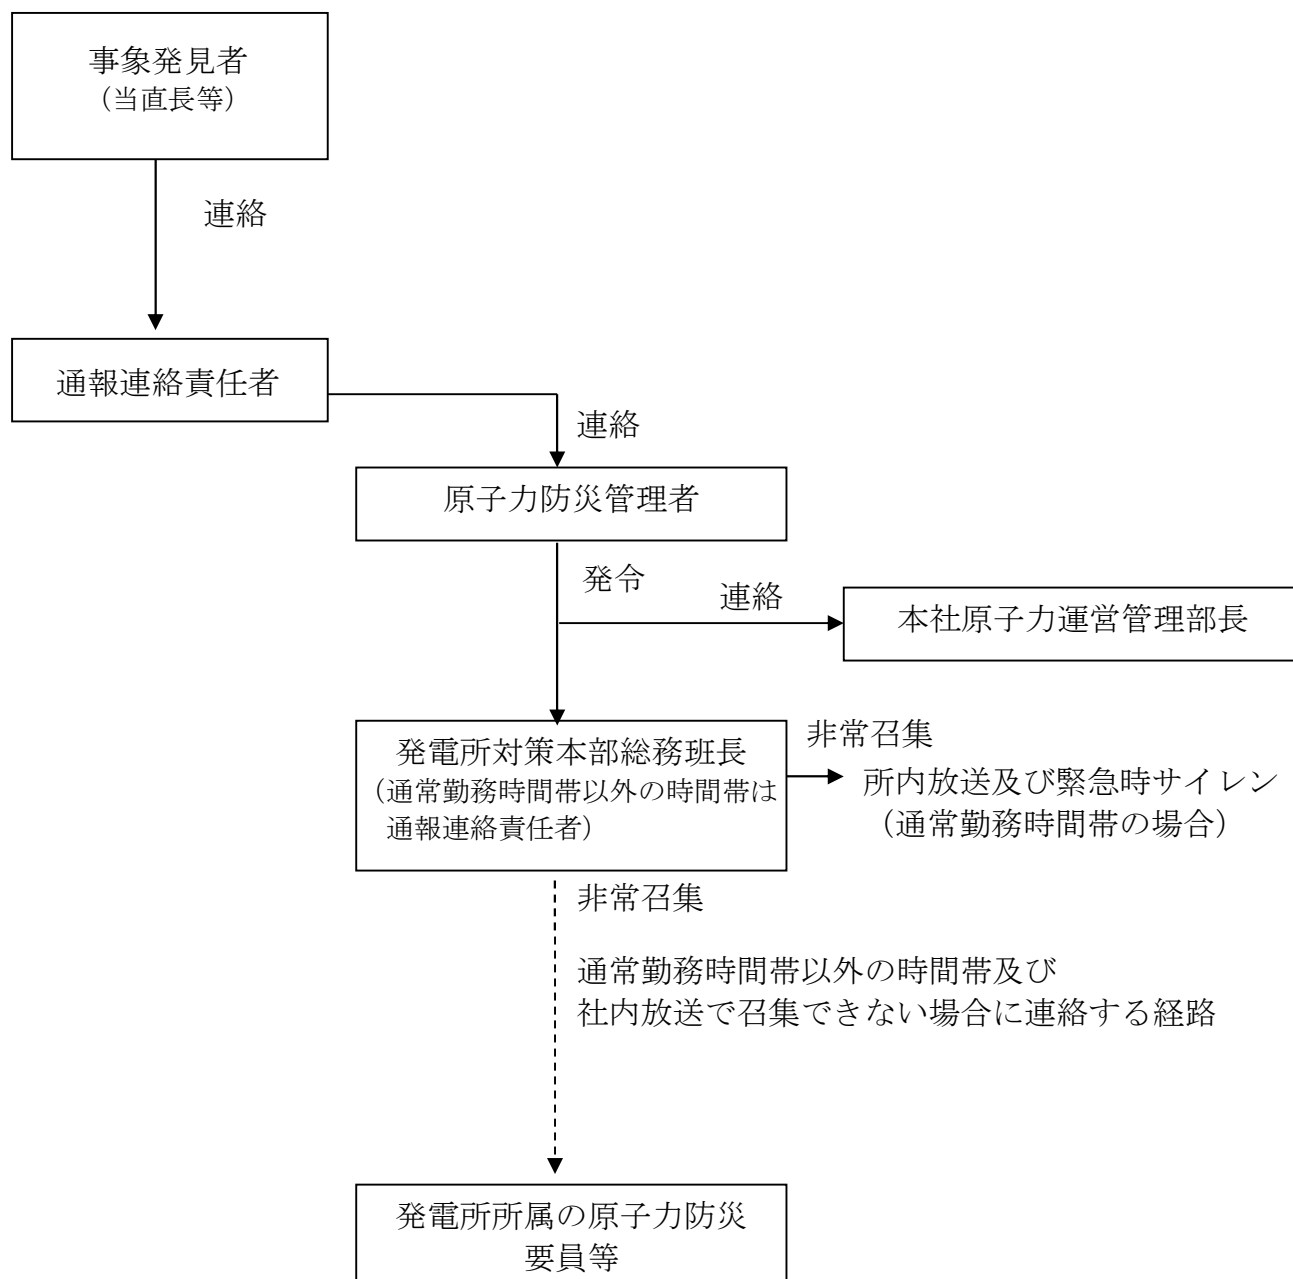 事象発見者
（当直長等）
連絡
通報連絡責任者
連絡
原子力防災管理者
発令
連絡
本社原子力運営管理部長
発電所対策本部総務班長
（通常勤務時間帯以外の時間帯は
通報連絡責任者）
非常召集
所内放送及び緊急時サイレン
（通常勤務時間帯の場合）
非常召集
通常勤務時間帯以外の時間帯及び
社内放送で召集できない場合に連絡する経路
発電所所属の原子力防災
要員等